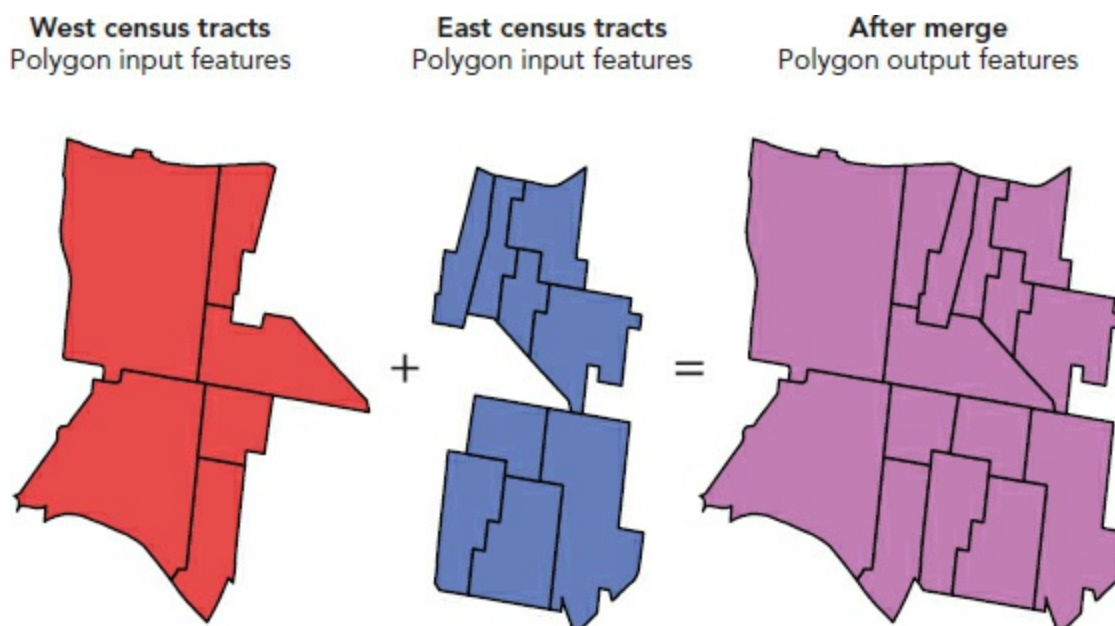 West census tracts
Polygon input features
East census tracts
Polygon input features
After merge
Polygon output features
+
=